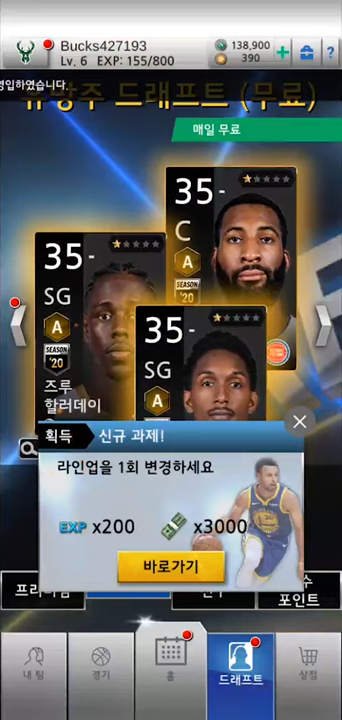 Bucks427193
Lv. 6 EXP: 155/800
138,900
390
?
영입하였습니다.
유망주 드래프트 (무료)
매일 무료
35-
C
A
SEASON
'20
35-
SG
A
SEASON
'20
즈루
할러데이
35-
SG
A
획득 신규 과제!
라인업을 1회 변경하세요
EXP x200
x3000
바로가기
포인트
내 팀
경기
홈
드래프트
상점